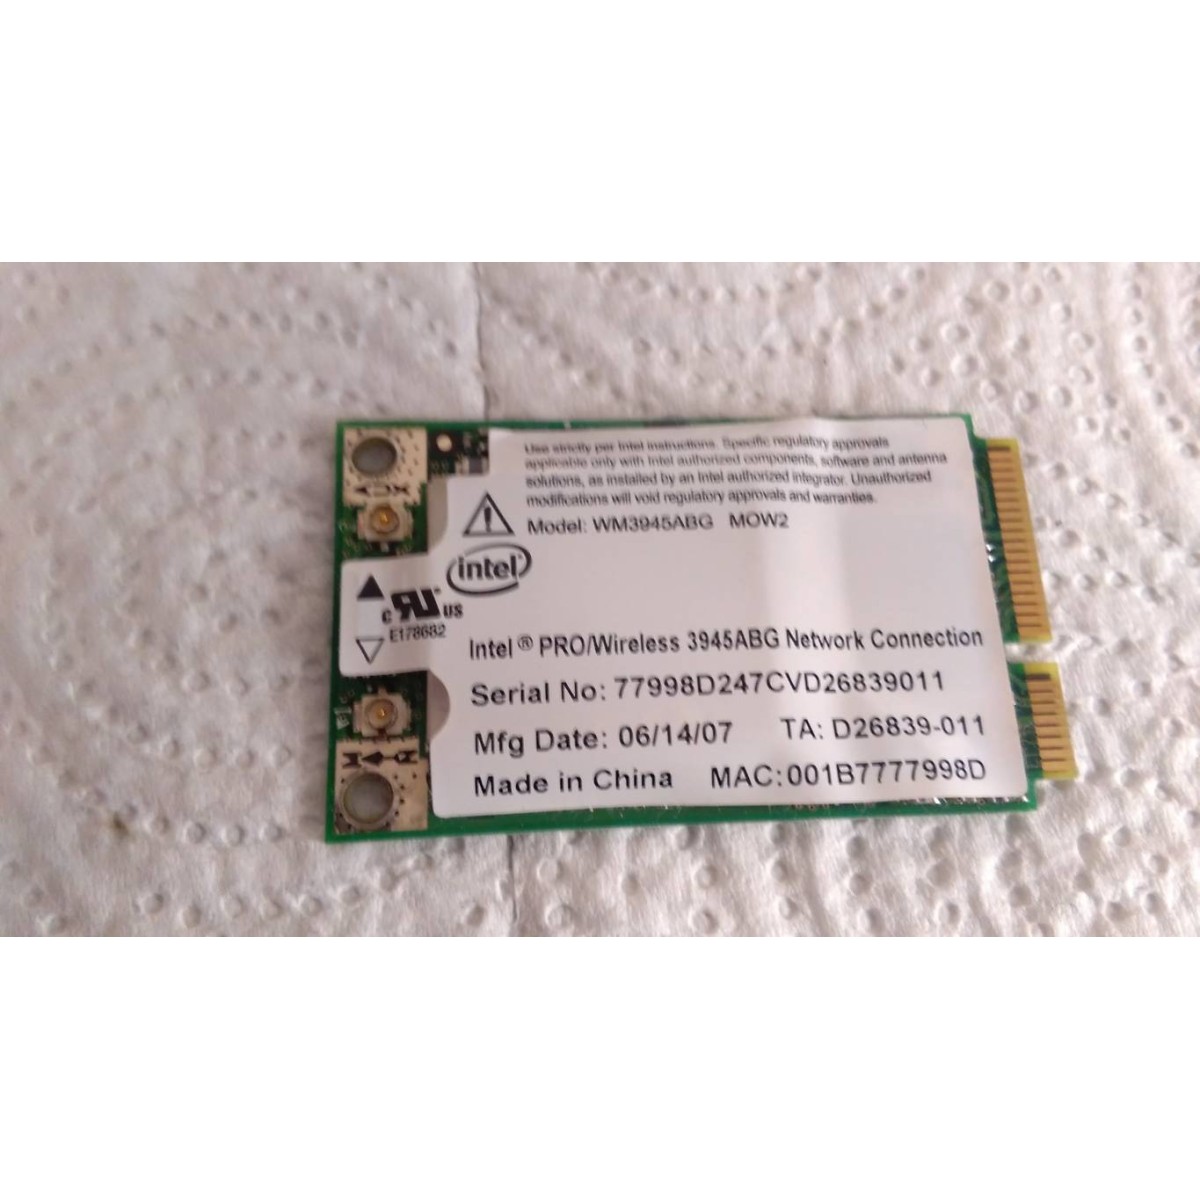 Use strictly per Intel instructions. Specific regulatory approvals
applicable only with Intel authorized components, software and antenna
solutions, as installed by an Intel authorized integrator. Unauthorized
modifications will void regulatory approvals and warranties.
Model: WM3945ABG MOW2
intel
c RU US
E178682
Intel ® PRO/Wireless 3945ABG Network Connection
Serial No: 77998D247CVD26839011
Mfg Date: 06/14/07 TA: D26839-011
Made in China MAC:001B7777998D